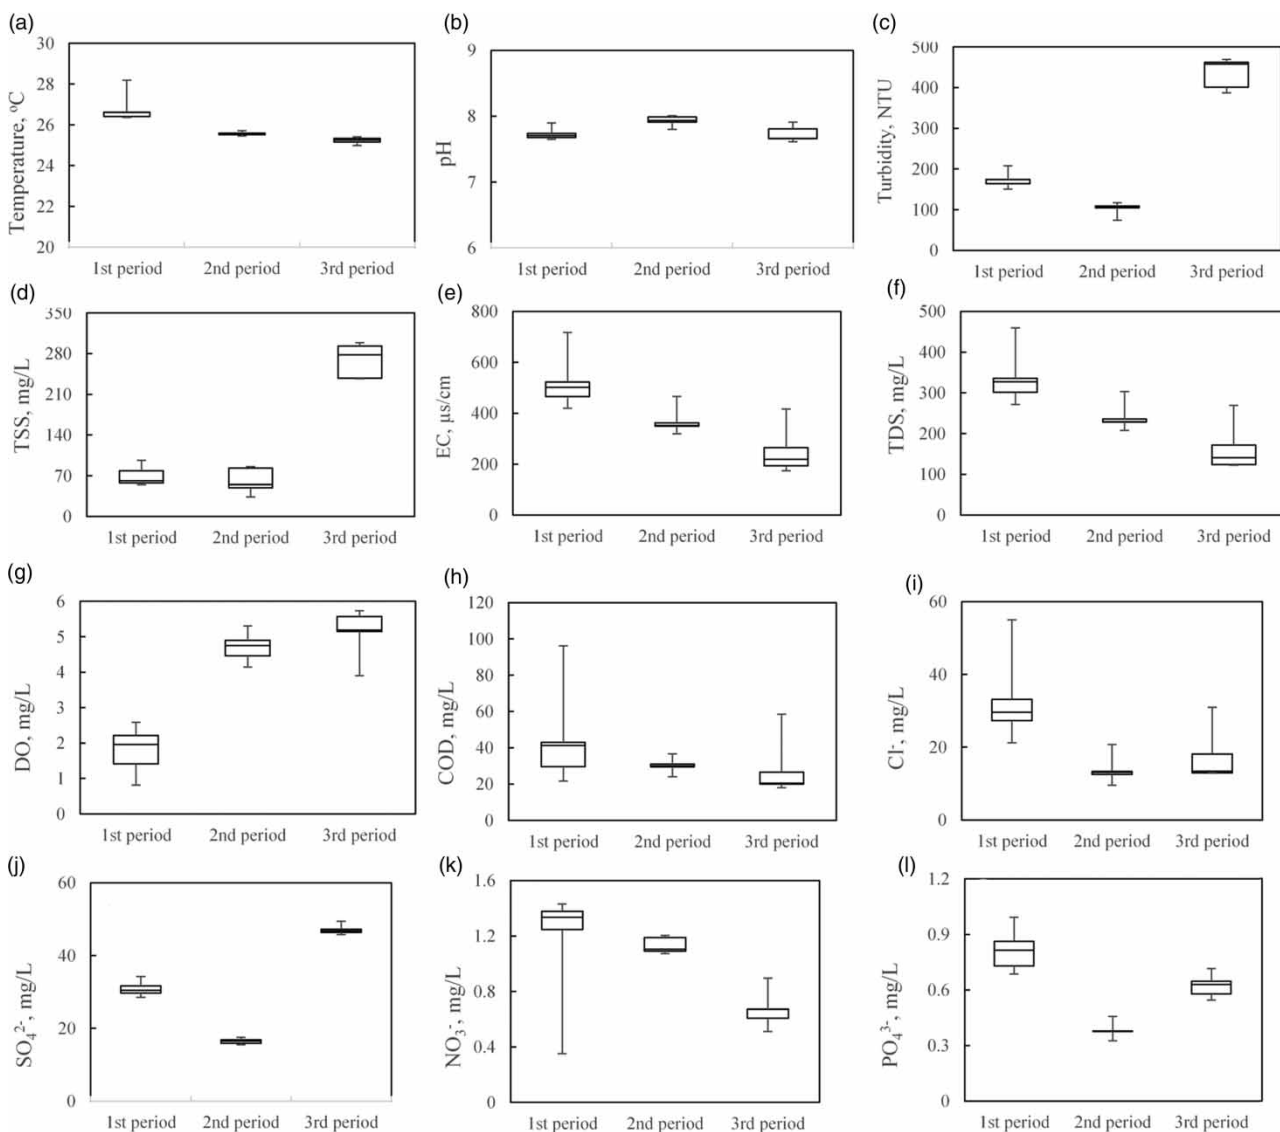 (a)
Temperature, ºC
30
28
26
24
22
20
1st period 2nd period 3rd period
(b)
pH
9
8
7
6
1st period 2nd period 3rd period
(c)
Turbidity, NTU
500
400
300
200
100
0
1st period 2nd period 3rd period
(d)
TSS, mg/L
350
280
210
140
70
0
1st period 2nd period 3rd period
(e)
EC, µs/cm
800
600
400
200
0
1st period 2nd period 3rd period
(f)
TDS, mg/L
500
400
300
200
100
0
1st period 2nd period 3rd period
(g)
DO, mg/L
6
5
4
3
2
1
0
1st period 2nd period 3rd period
(h)
COD, mg/L
120
100
80
60
40
20
0
1st period 2nd period 3rd period
(i)
Cl⁻, mg/L
60
40
20
0
1st period 2nd period 3rd period
(j)
SO₄²⁻, mg/L
60
40
20
0
1st period 2nd period 3rd period
(k)
NO₃⁻, mg/L
1.6
1.2
0.8
0.4
0
1st period 2nd period 3rd period
(l)
PO₄³⁻, mg/L
1.2
0.9
0.6
0.3
0
1st period 2nd period 3rd period